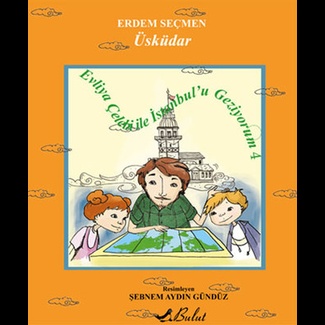 ERDEM SEÇMEN
Üsküdar
Evliya Çelebi ile İstanbul'u Geziyorum 4
Resimleyen
ŞEBNEM AYDIN GÜNDÜZ
Bulut